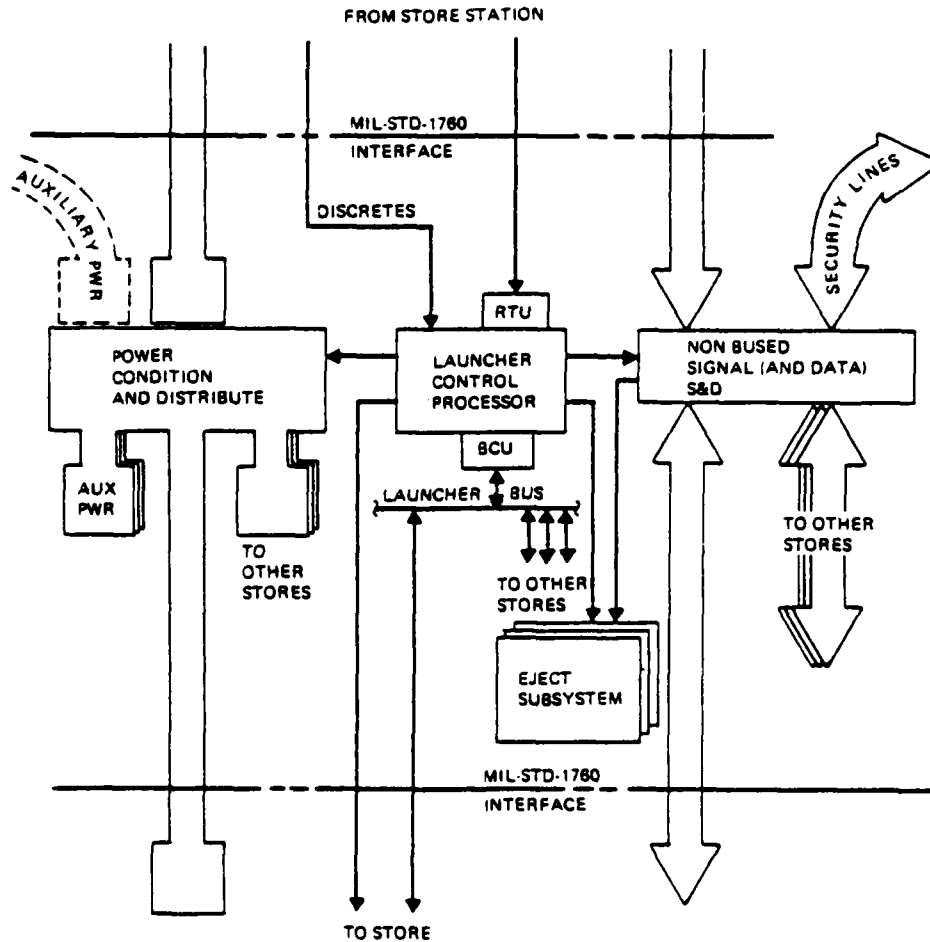 FROM STORE STATION
MIL-STD-1760
INTERFACE
AUXILIARY PWR
SECURITY LINES
DISCRETES
RTU
POWER
CONDITION
AND DISTRIBUTE
LAUNCHER
CONTROL
PROCESSOR
NON BUSED
SIGNAL (AND DATA)
S&D
BCU
AUX
PWR
LAUNCHER BUS
TO
OTHER
STORES
TO OTHER
STORES
TO OTHER
STORES
EJECT
SUBSYSTEM
MIL-STD-1760
INTERFACE
TO STORE